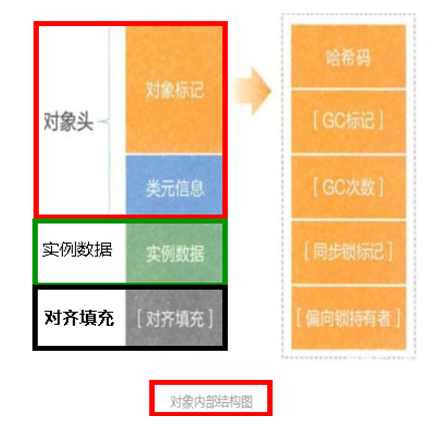 对象头
对象标记
类元信息
实例数据
实例数据
对齐填充
[ 对齐填充 ]
哈希码
[ GC标记 ]
[ GC次数 ]
[ 同步锁标记 ]
[ 偏向锁持有者 ]
对象内部结构图